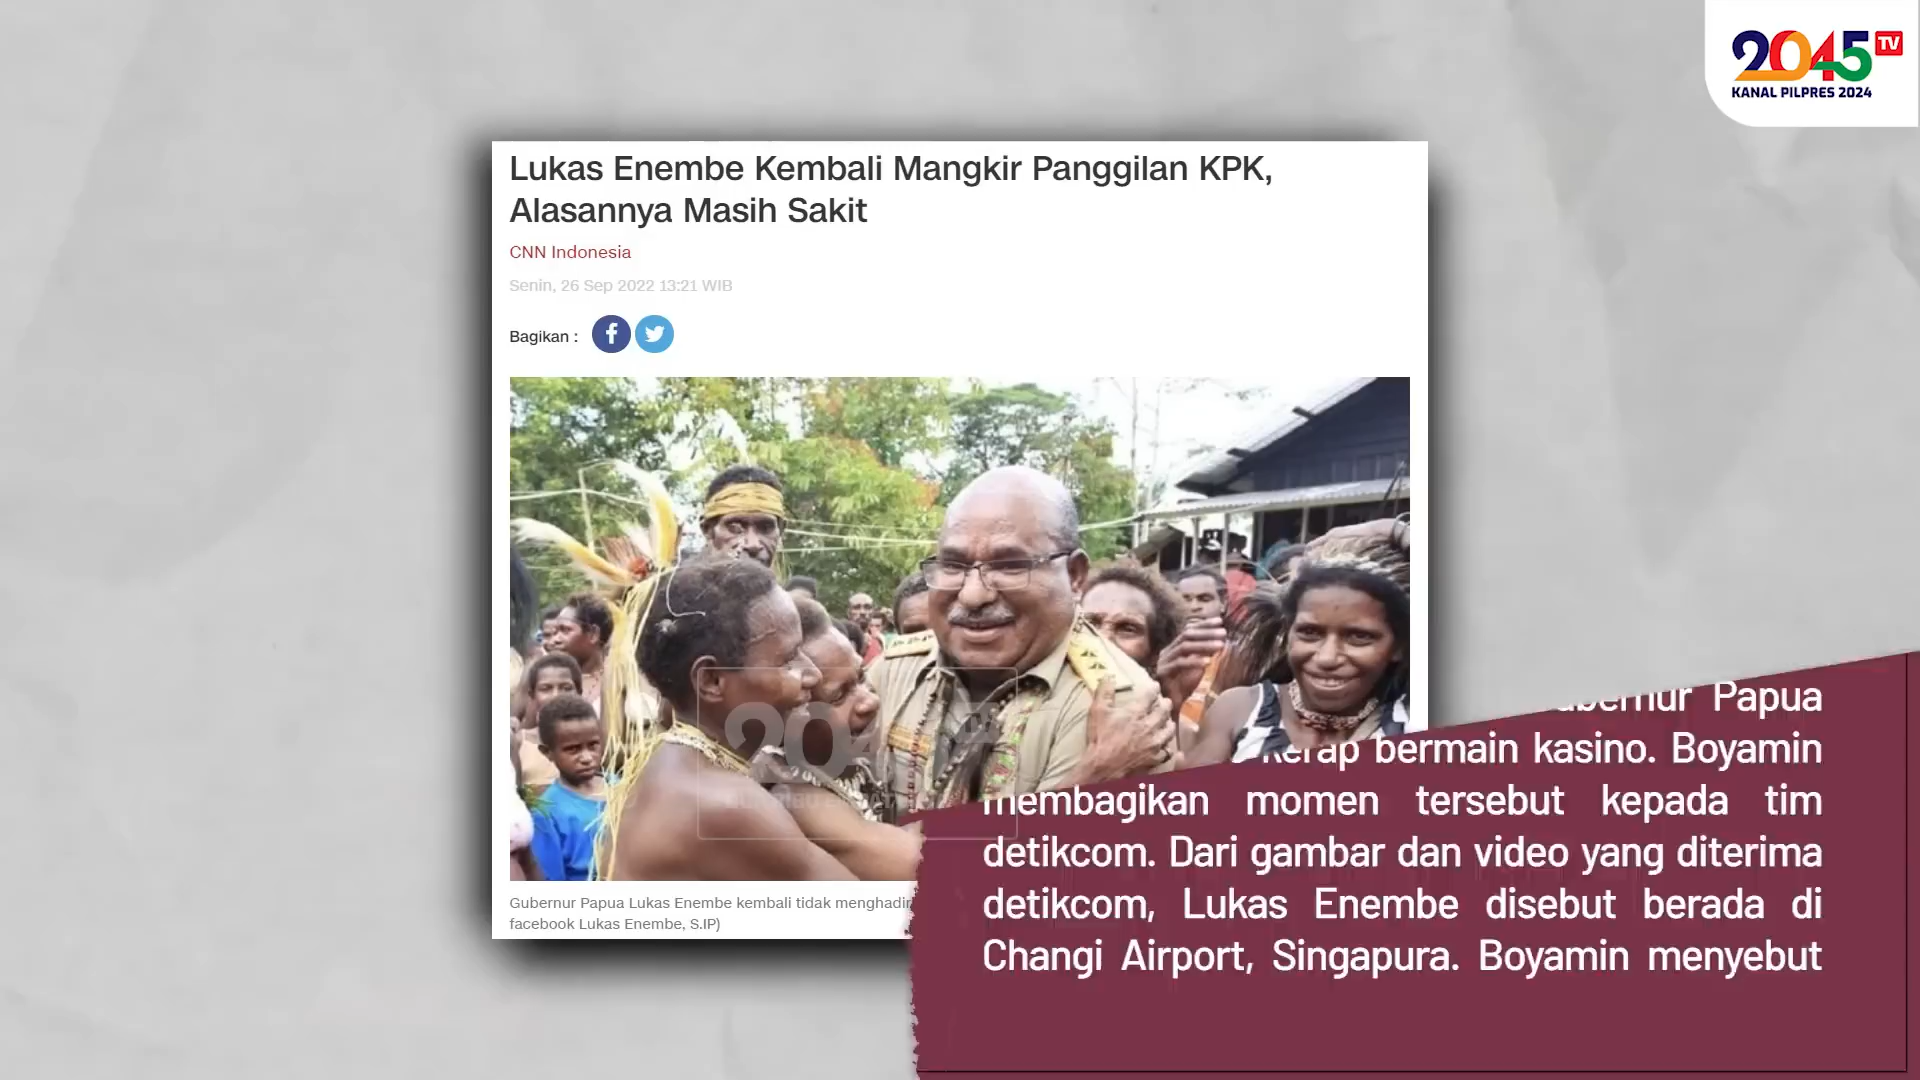 2045 TV
KANAL PILPRES 2024
Lukas Enembe Kembali Mangkir Panggilan KPK,
Alasannya Masih Sakit
CNN Indonesia
Senin, 26 Sep 2022 13:21 WIB
Bagikan :
Gubernur Papua Lukas Enembe kembali tidak
facebook Lukas Enembe, S.IP)
Papua
kerap bermain kasino. Boyamin
membagikan momen tersebut kepada tim
detikcom. Dari gambar dan video yang diterima
detikcom, Lukas Enembe disebut berada di
Changi Airport, Singapura. Boyamin menyebut